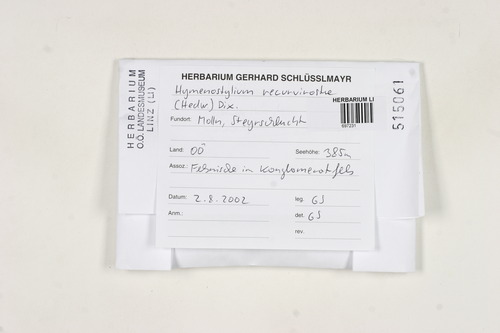 HERBARIUM
O.Ö. LANDESMUSEUM
LINZ (LI)
HERBARIUM GERHARD SCHLÜSSLMAYR
Hymenostylium recurvirostre
(Hedw.) Dix.
HERBARIUM LI
697231
Fundort: Molln, Steyrschlucht
Land: OÖ Seehöhe: 385m
Assoz.: Felsnische in Konglomeratfels
Datum: 2.8.2002 leg. GS
Anm.: det. GS
rev.
515061